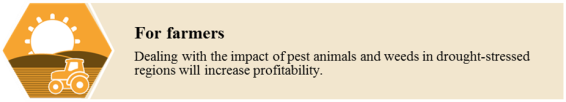 For farmers
Dealing with the impact of pest animals and weeds in drought-stressed
regions will increase profitability.